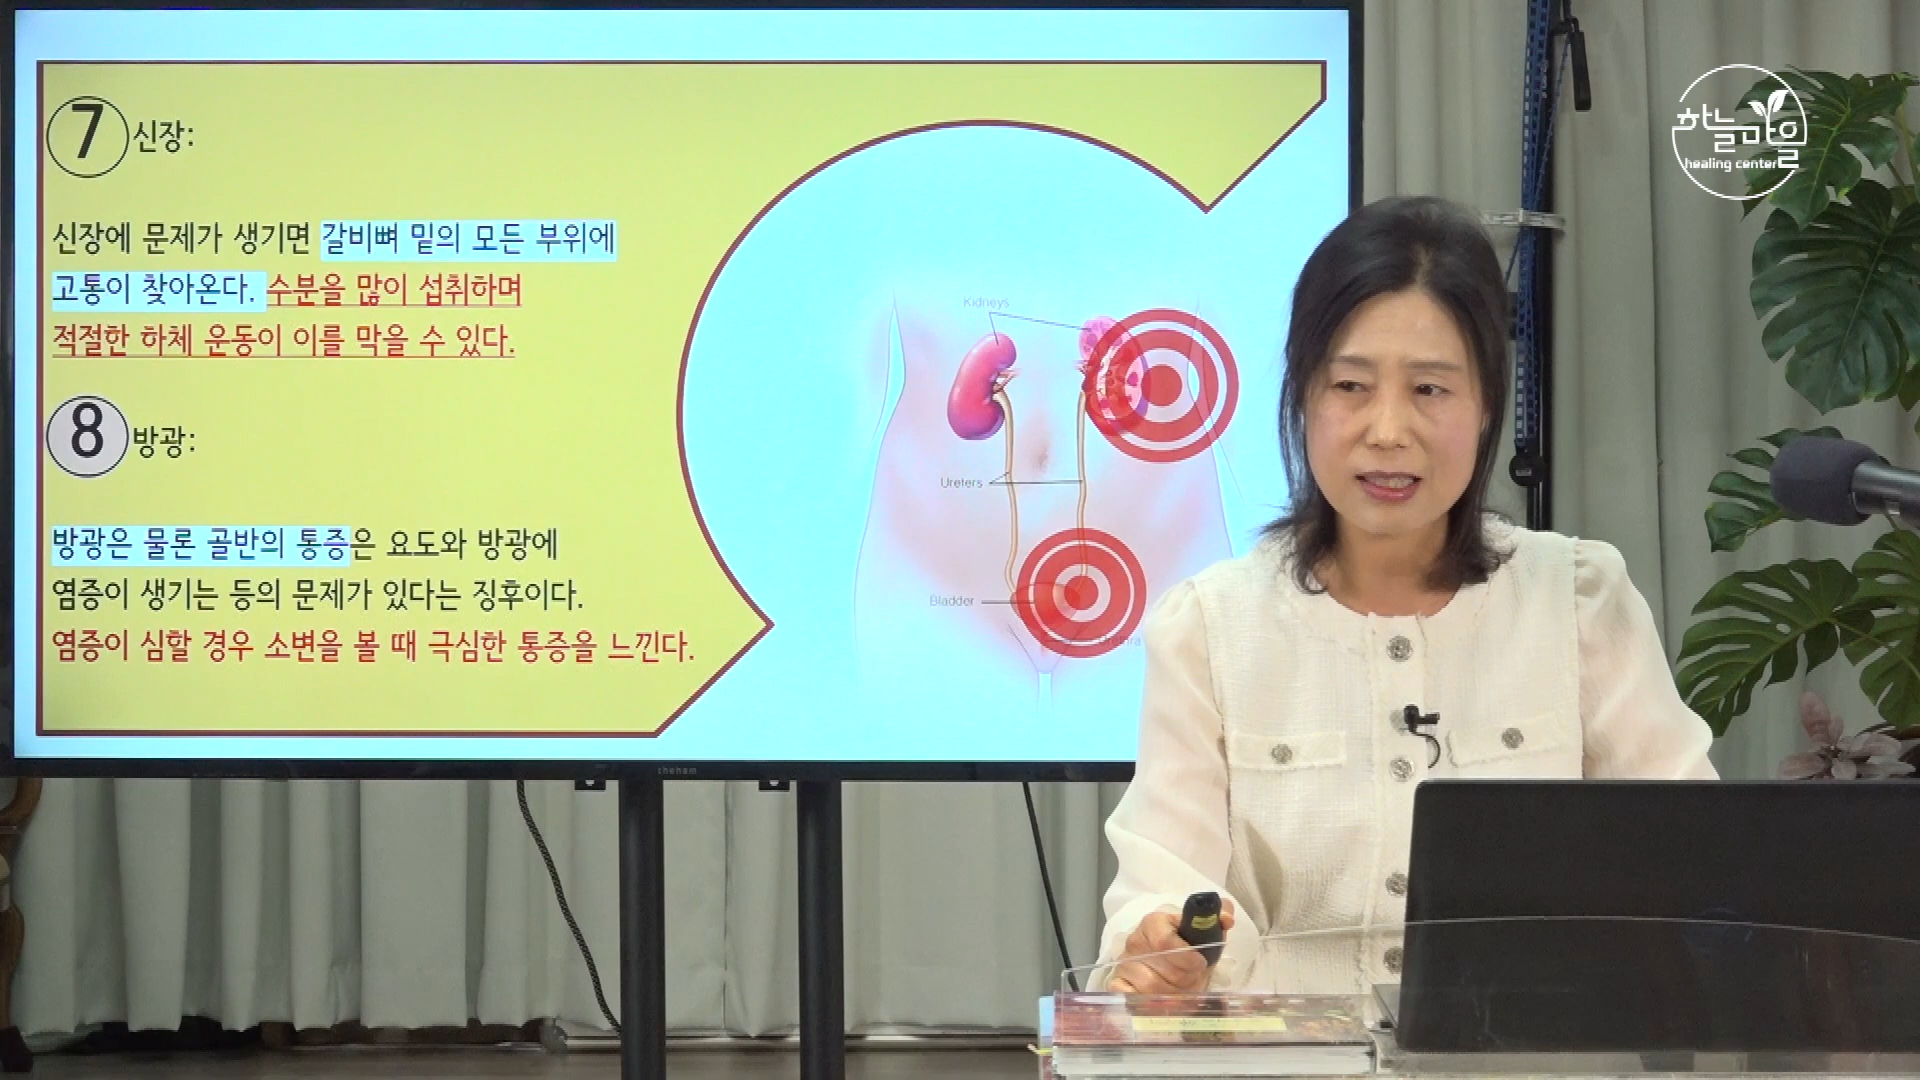 7 신장:
신장에 문제가 생기면 갈비뼈 밑의 모든 부위에
고통이 찾아온다. 수분을 많이 섭취하며
적절한 하체 운동이 이를 막을 수 있다.
8 방광:
방광은 물론 골반의 통증은 요도와 방광에
염증이 생기는 등의 문제가 있다는 징후이다.
염증이 심할 경우 소변을 볼 때 극심한 통증을 느낀다.
Kidneys
Ureters
Bladder
하늘마을
healing center